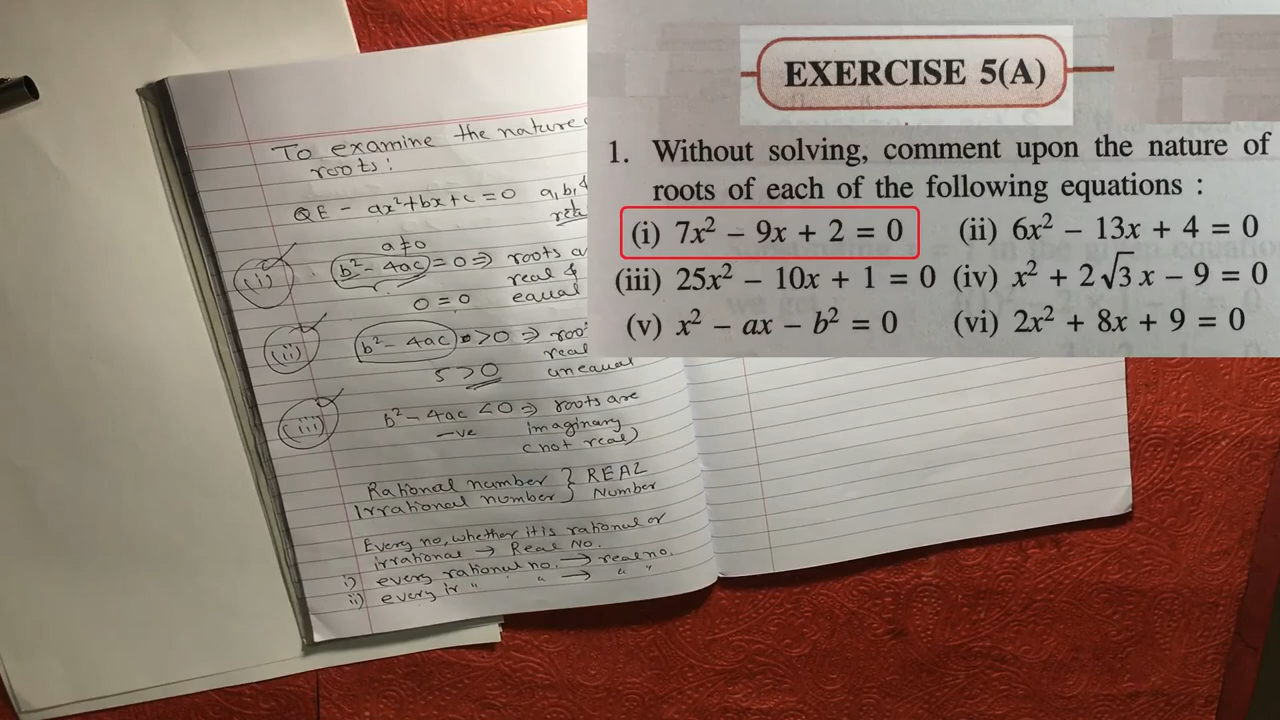 To examine the nature
roots:
QE - ax²+bx+c=0 a, b, &
a≠0
(i) b²-4ac=0⇒ roots a
real &
0=0 equal
(ii) b²-4ac >0⇒ roo
real
5>0 unequal
(iii) b²-4ac<0⇒ roots are
-ve imaginary
(not real)
Rational number } REAL
Irrational number } Number
Every no, whether it is rational or
irrational → Real No.
i) every rational no. → real no.
ii) every ir " " → " "
EXERCISE 5(A)
1. Without solving, comment upon the nature of
roots of each of the following equations :
(i) 7x² − 9x + 2 = 0 (ii) 6x² − 13x + 4 = 0
(iii) 25x² − 10x + 1 = 0 (iv) x² + 2√3 x − 9 = 0
(v) x² − ax − b² = 0 (vi) 2x² + 8x + 9 = 0